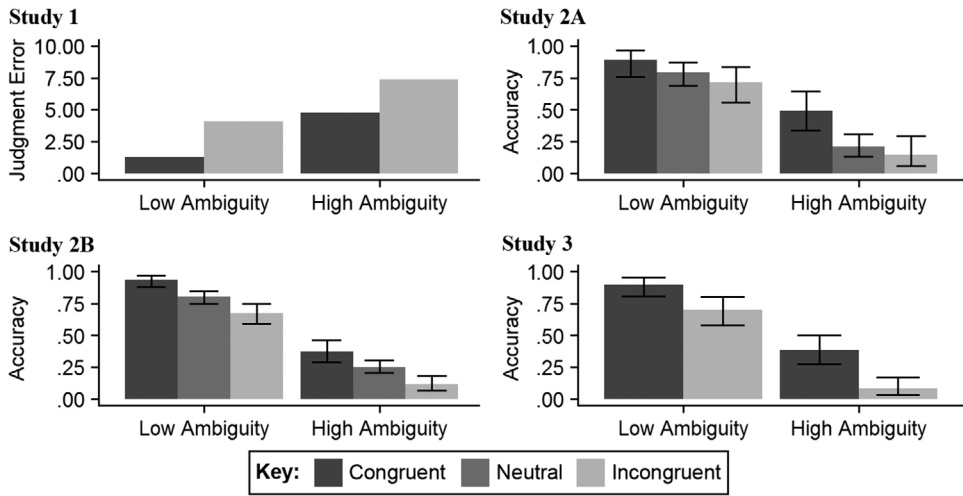 Study 1
Judgment Error
10.00
7.50
5.00
2.50
.00
Low Ambiguity High Ambiguity
Study 2A
Accuracy
1.00
.75
.50
.25
.00
Low Ambiguity High Ambiguity
Study 2B
Accuracy
1.00
.75
.50
.25
.00
Low Ambiguity High Ambiguity
Study 3
Accuracy
1.00
.75
.50
.25
.00
Low Ambiguity High Ambiguity
Key: Congruent Neutral Incongruent